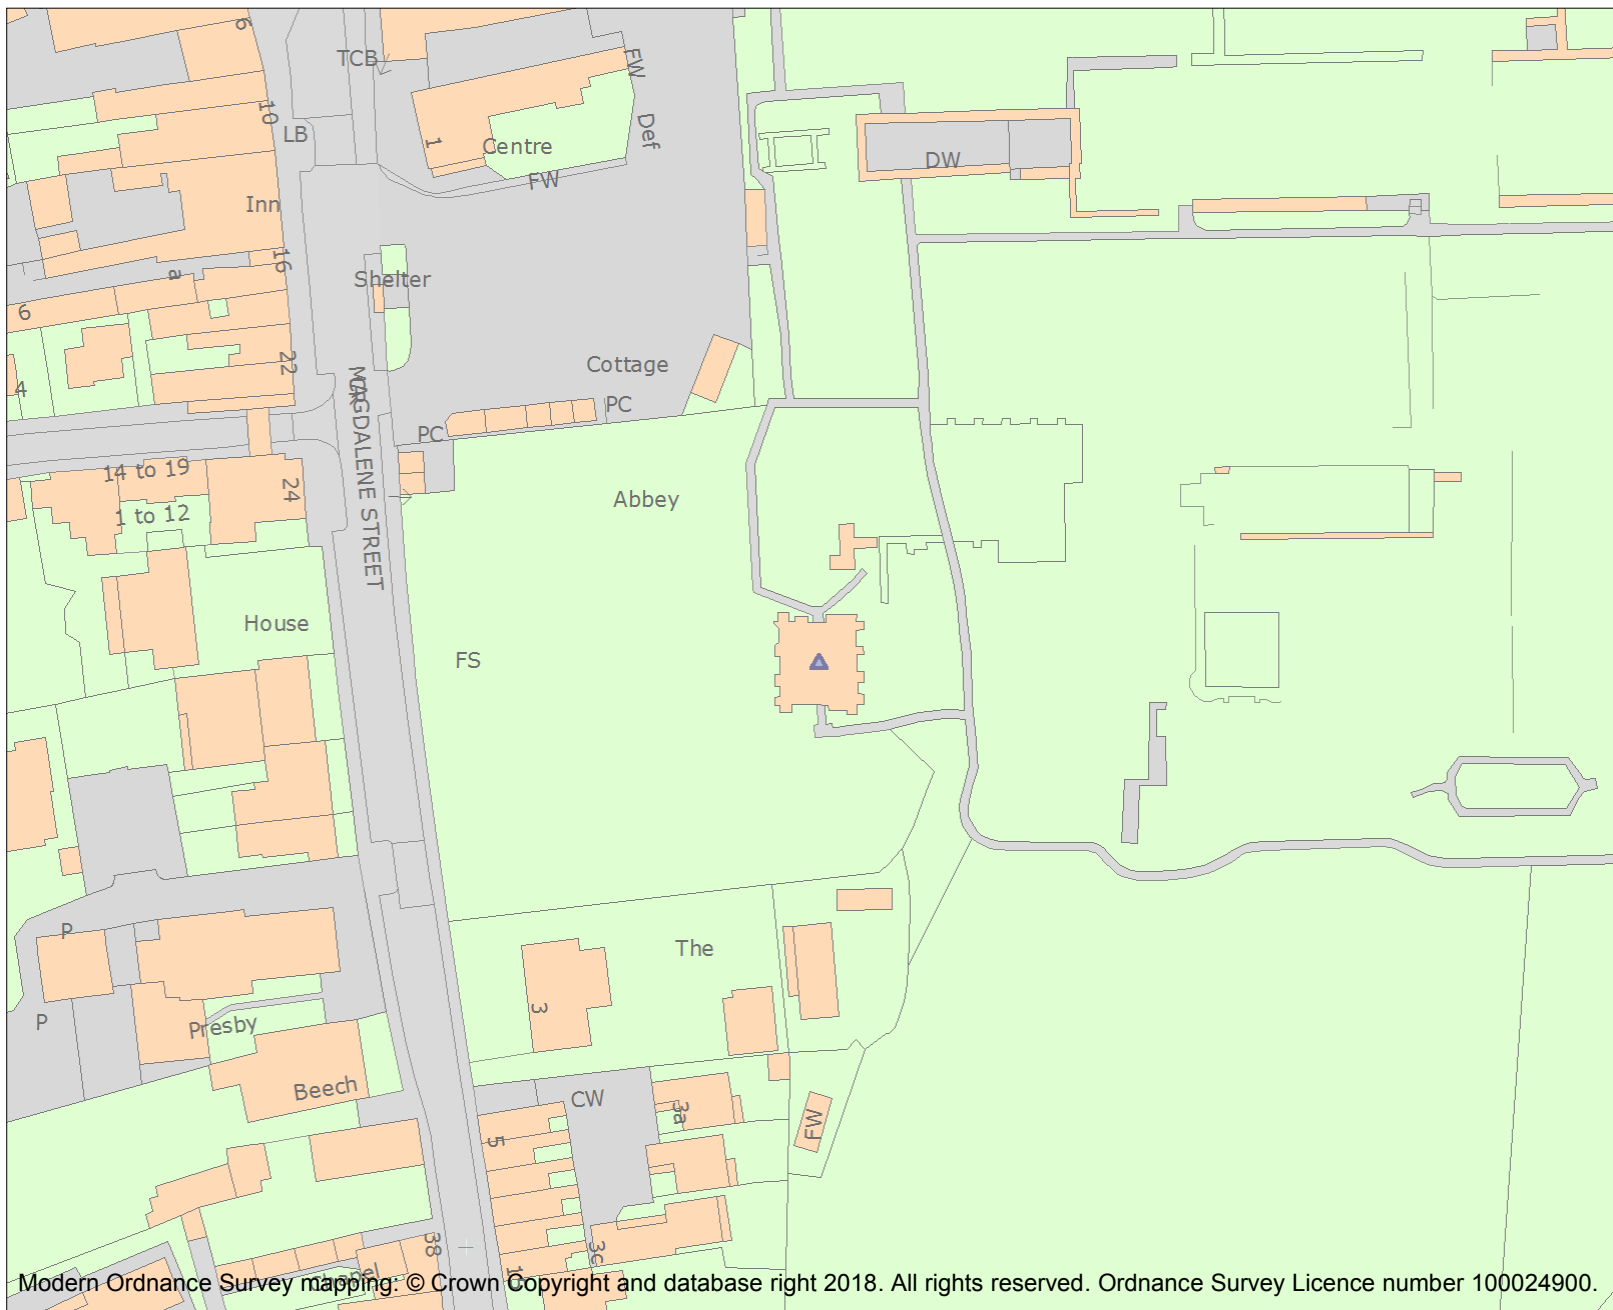 6
TCB
FW
10
LB
1
Centre
Def
FW
DW
Inn
16
a
Shelter
6
22
Cottage
4
MAGDALENE STREET
PC
PC
14 to 19
24
1 to 12
Abbey
House
FS
P
The
3
P
Presby
Beech
CW
3a
5
FW
38
3c
Chapel
Modern Ordnance Survey mapping: © Crown Copyright and database right 2018. All rights reserved. Ordnance Survey Licence number 100024900.